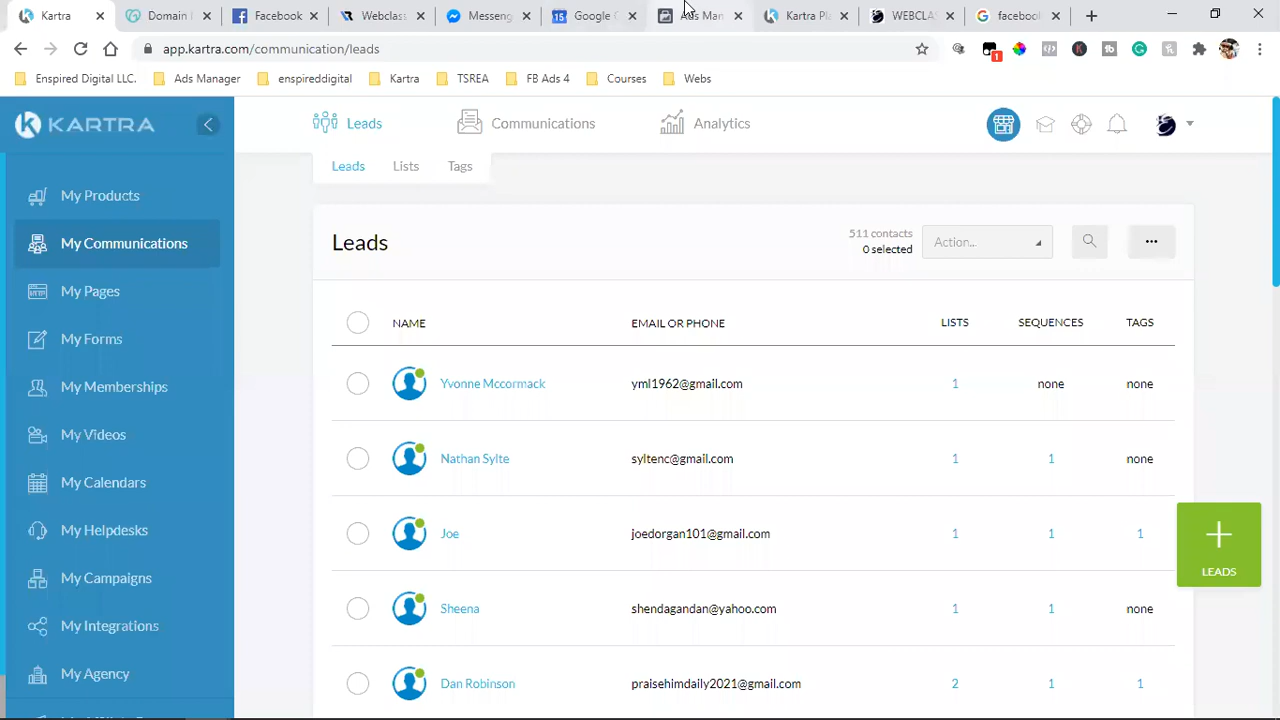 Kartra
Domain
Facebook
Webclas
Messeng
Google
Ads Ma
Kartra P
WEBCLA
facebook
app.kartra.com/communication/leads
1
Enspired Digital LLC.
Ads Manager
enspireddigital
Kartra
TSREA
FB Ads 4
Courses
Webs
KARTRA
Leads
Communications
Analytics
Leads Lists Tags
My Products
My Communications
My Pages
My Forms
My Memberships
My Videos
My Calendars
My Helpdesks
My Campaigns
My Integrations
My Agency
Leads
511 contacts
0 selected
Action...
NAME EMAIL OR PHONE LISTS SEQUENCES TAGS
Yvonne Mccormack yml1962@gmail.com 1 none none
Nathan Sylte syltenc@gmail.com 1 1 none
Joe joedorgan101@gmail.com 1 1 1
Sheena shendagandan@yahoo.com 1 1 none
Dan Robinson praisehimdaily2021@gmail.com 2 1 1
LEADS